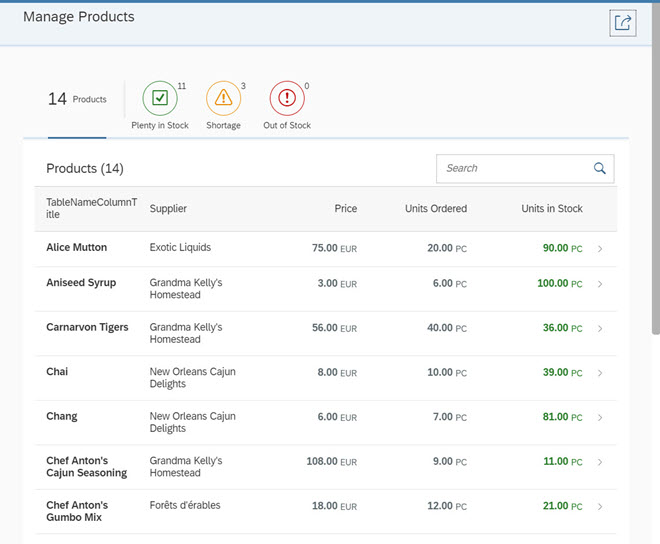 Manage Products
14 Products
11
Plenty in Stock
3
Shortage
0
Out of Stock
Products (14)
Search
TableNameColumnT
itle
Supplier
Price
Units Ordered
Units in Stock
Alice Mutton
Exotic Liquids
75.00 EUR
20.00 PC
90.00 PC
Aniseed Syrup
Grandma Kelly's
Homestead
3.00 EUR
6.00 PC
100.00 PC
Carnarvon Tigers
Grandma Kelly's
Homestead
56.00 EUR
40.00 PC
36.00 PC
Chai
New Orleans Cajun
Delights
8.00 EUR
10.00 PC
39.00 PC
Chang
New Orleans Cajun
Delights
6.00 EUR
7.00 PC
81.00 PC
Chef Anton's
Cajun Seasoning
Grandma Kelly's
Homestead
108.00 EUR
9.00 PC
11.00 PC
Chef Anton's
Gumbo Mix
Forêts d'érables
18.00 EUR
12.00 PC
21.00 PC